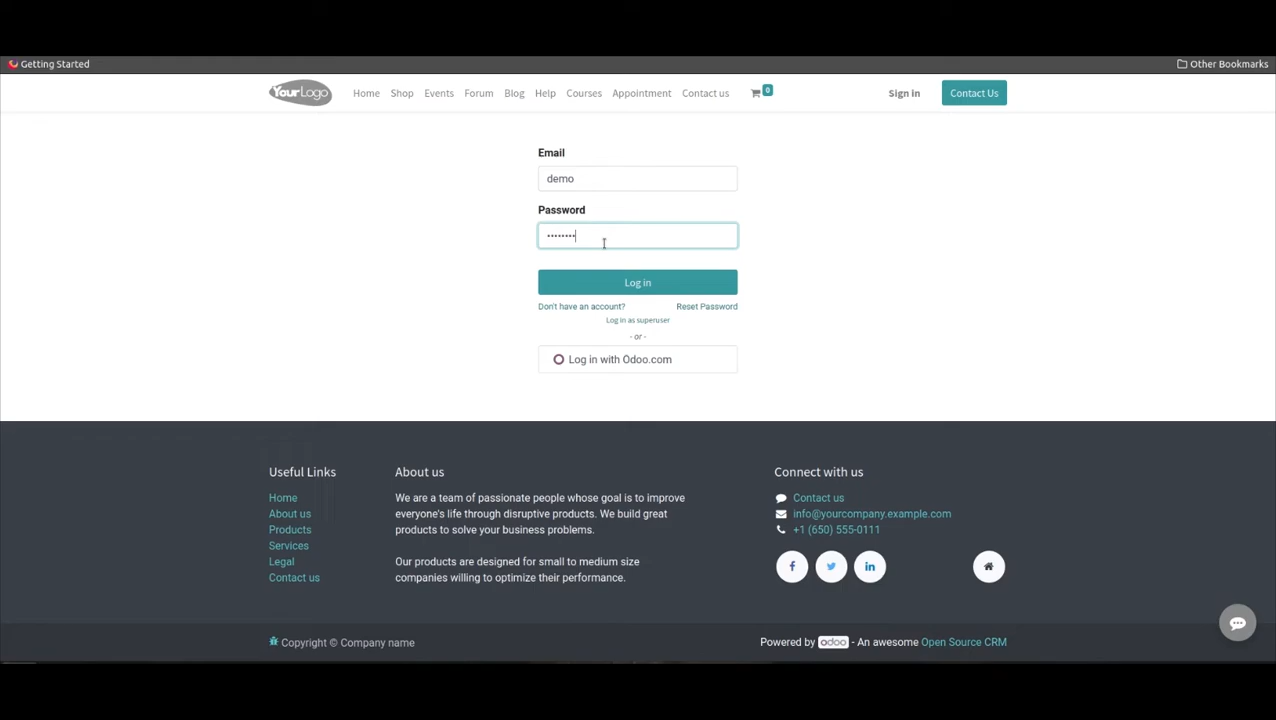 Getting Started Other Bookmarks
YourLogo Home Shop Events Forum Blog Help Courses Appointment Contact us 0 Sign in Contact Us
Email
demo
Password
••••••••
Log in
Don't have an account? Reset Password
Log in as superuser
- or -
Log in with Odoo.com
Useful Links
Home
About us
Products
Services
Legal
Contact us
About us
We are a team of passionate people whose goal is to improve
everyone's life through disruptive products. We build great
products to solve your business problems.
Our products are designed for small to medium size
companies willing to optimize their performance.
Connect with us
Contact us
info@yourcompany.example.com
+1 (650) 555-0111
Copyright © Company name
Powered by odoo - An awesome Open Source CRM